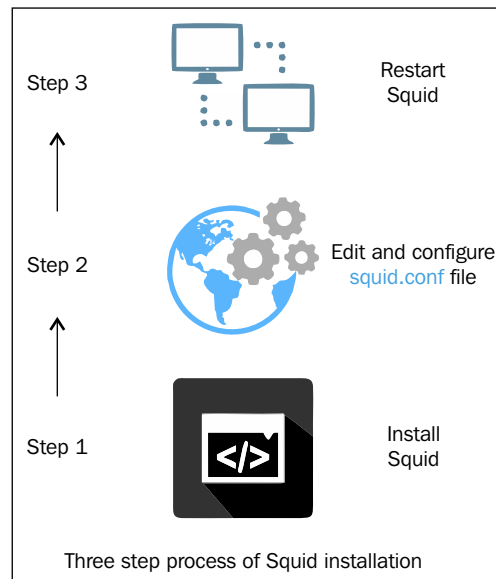 Step 3
Restart
Squid
Step 2
Edit and configure
squid.conf file
Step 1
</>
Install
Squid
Three step process of Squid installation